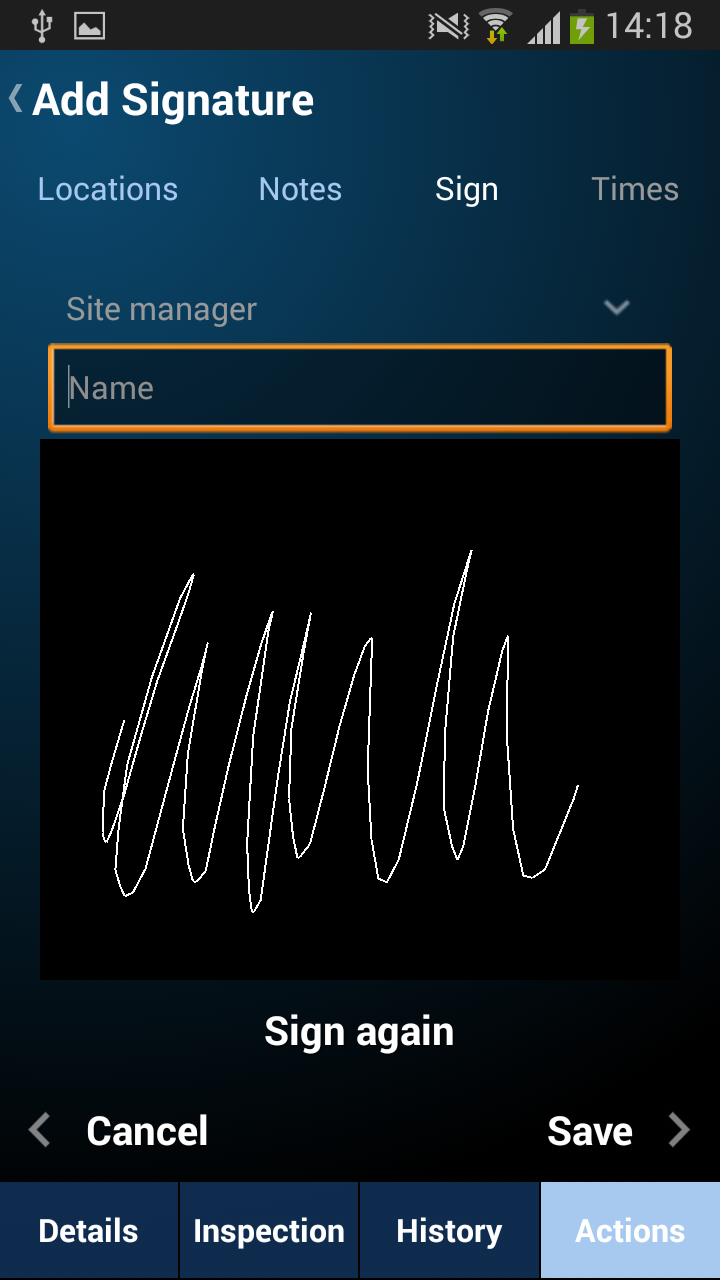 14:18
Add Signature
Locations Notes Sign Times
Site manager
Name
Sign again
Cancel Save
Details Inspection History Actions